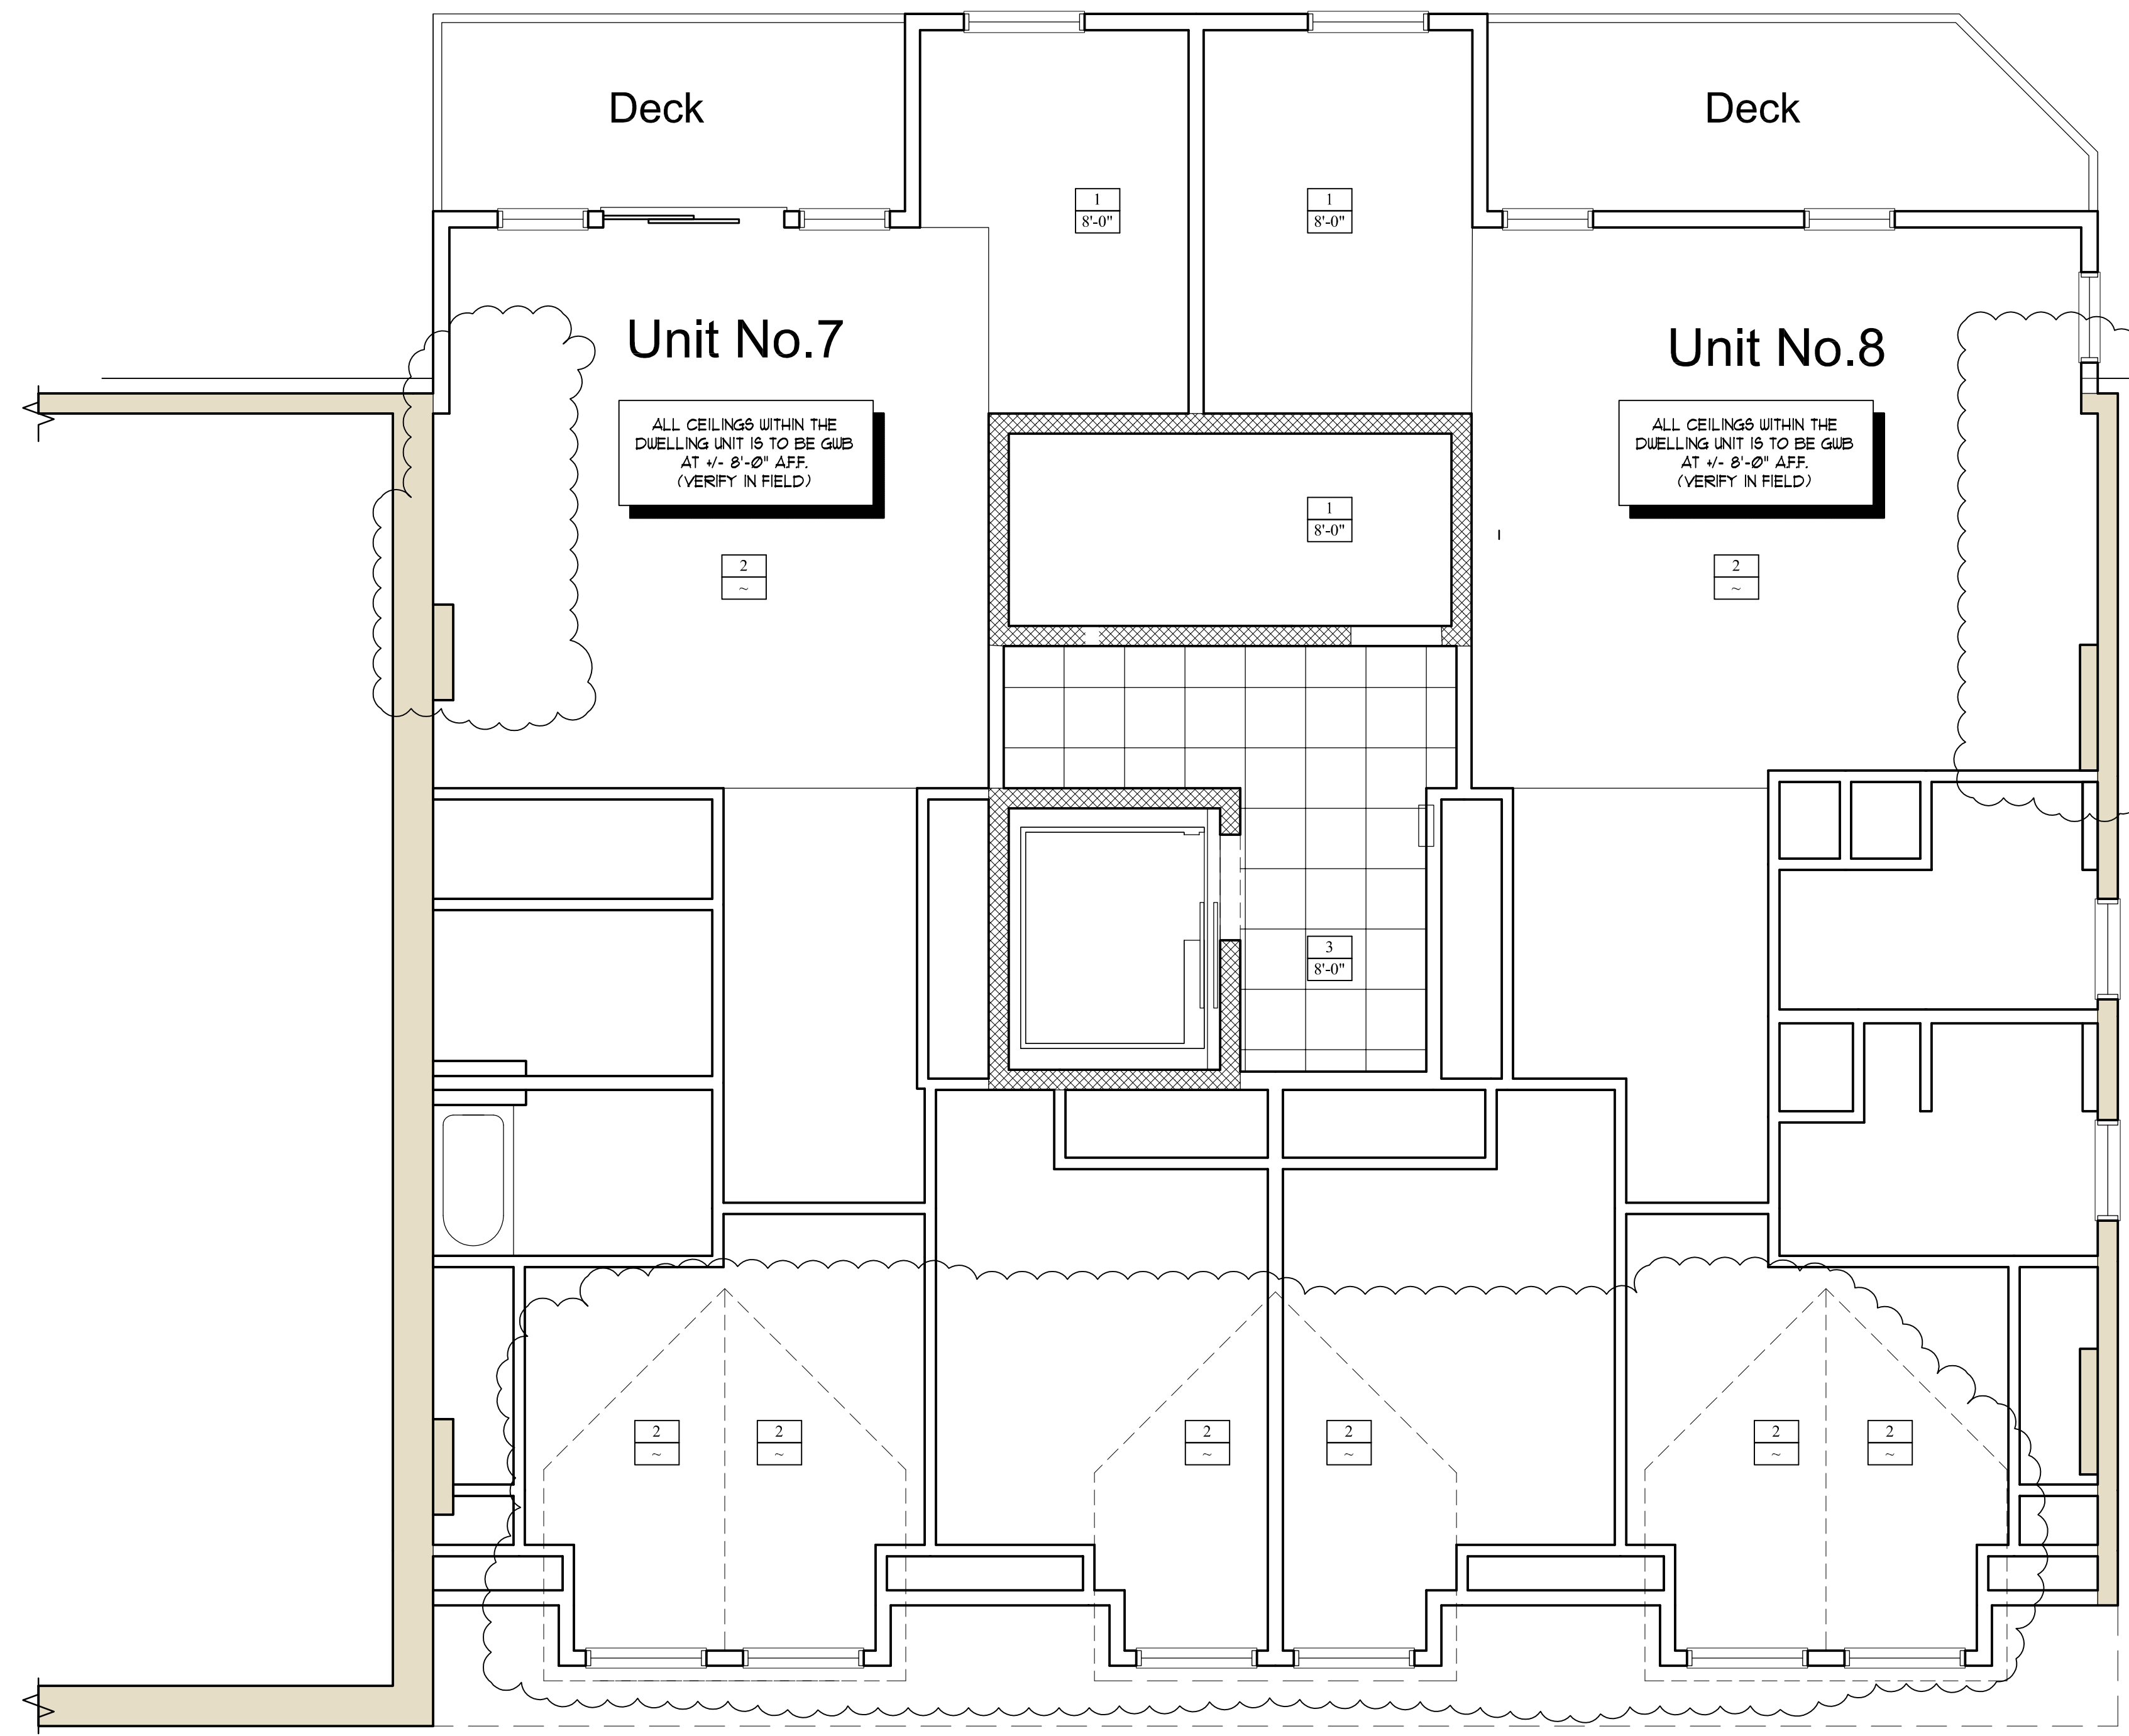 Deck
Deck
1
8'-0"
1
8'-0"
Unit No.7
Unit No.8
ALL CEILINGS WITHIN THE
DWELLING UNIT IS TO BE GWB
AT +/- 8'-0" A.F.F.
(VERIFY IN FIELD)
ALL CEILINGS WITHIN THE
DWELLING UNIT IS TO BE GWB
AT +/- 8'-0" A.F.F.
(VERIFY IN FIELD)
1
8'-0"
2
~
2
~
3
8'-0"
2
~
2
~
2
~
2
~
2
~
2
~